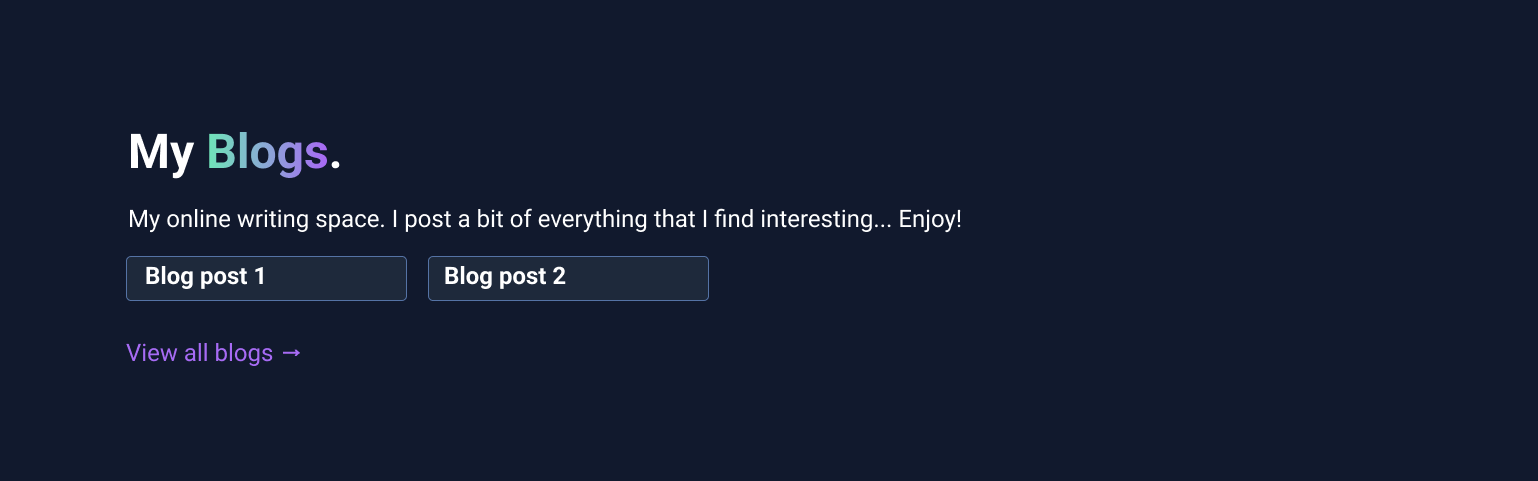 My Blogs.
My online writing space. I post a bit of everything that I find interesting... Enjoy!
Blog post 1
Blog post 2
View all blogs →